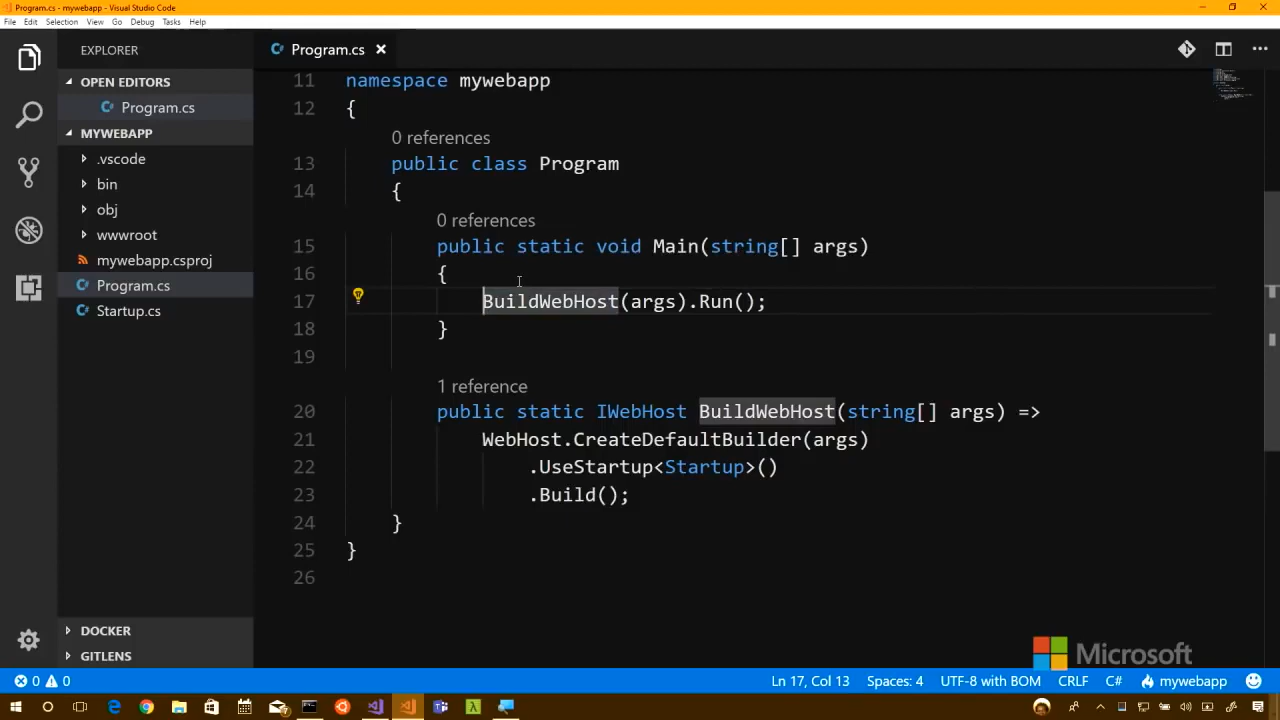 Program.cs - mywebapp - Visual Studio Code
File Edit Selection View Go Debug Tasks Help
EXPLORER
OPEN EDITORS
Program.cs
MYWEBAPP
.vscode
bin
obj
wwwroot
mywebapp.csproj
Program.cs
Startup.cs
DOCKER
GITLENS
Program.cs
11 namespace mywebapp
12 {
0 references
13 public class Program
14 {
0 references
15 public static void Main(string[] args)
16 {
17 BuildWebHost(args).Run();
18 }
19
1 reference
20 public static IWebHost BuildWebHost(string[] args) =>
21 WebHost.CreateDefaultBuilder(args)
22 .UseStartup<Startup>()
23 .Build();
24 }
25 }
26
Microsoft
0 0 Ln 17, Col 13 Spaces: 4 UTF-8 with BOM CRLF C# mywebapp